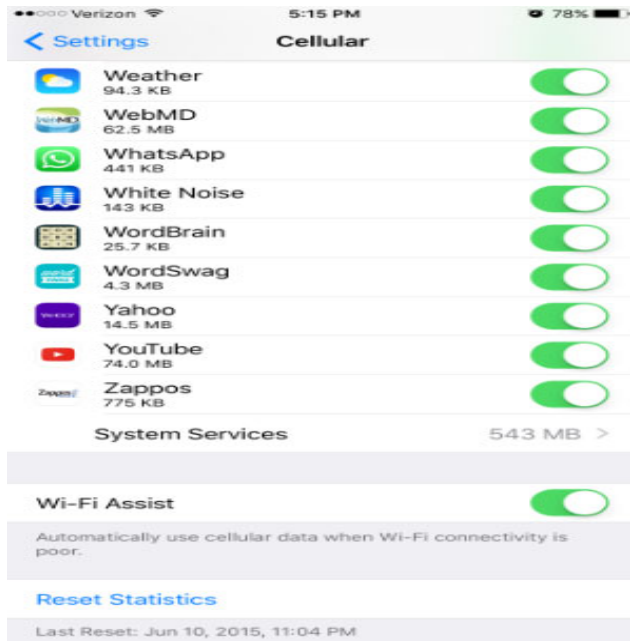 Verizon 5:15 PM 78%
Settings Cellular
Weather
94.3 KB
WebMD
62.5 MB
WhatsApp
441 KB
White Noise
143 KB
WordBrain
25.7 KB
WordSwag
4.3 MB
Yahoo
14.5 MB
YouTube
74.0 MB
Zappos
775 KB
System Services 543 MB >
Wi-Fi Assist
Automatically use cellular data when Wi-Fi connectivity is
poor.
Reset Statistics
Last Reset: Jun 10, 2015, 11:04 PM